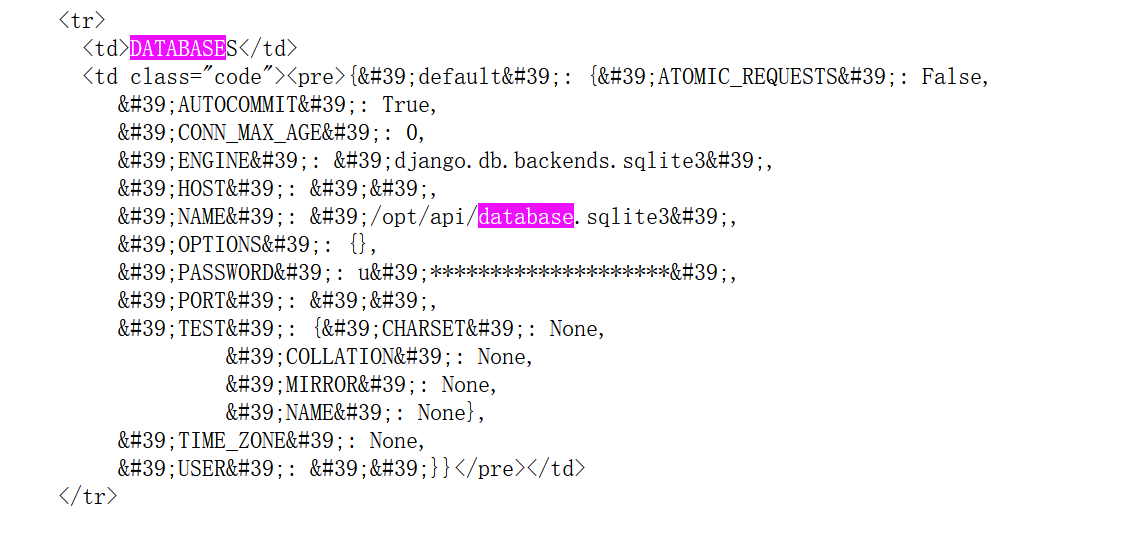 <tr>
<td>DATABASES</td>
<td class="code"><pre>{&#39;default&#39;: {&#39;ATOMIC_REQUESTS&#39;: False,
&#39;AUTOCOMMIT&#39;: True,
&#39;CONN_MAX_AGE&#39;: 0,
&#39;ENGINE&#39;: &#39;django.db.backends.sqlite3&#39;,
&#39;HOST&#39;: &#39;&#39;,
&#39;NAME&#39;: &#39;/opt/api/database.sqlite3&#39;,
&#39;OPTIONS&#39;: {},
&#39;PASSWORD&#39;: u&#39;********************&#39;,
&#39;PORT&#39;: &#39;&#39;,
&#39;TEST&#39;: {&#39;CHARSET&#39;: None,
&#39;COLLATION&#39;: None,
&#39;MIRROR&#39;: None,
&#39;NAME&#39;: None},
&#39;TIME_ZONE&#39;: None,
&#39;USER&#39;: &#39;&#39;}}</pre></td>
</tr>